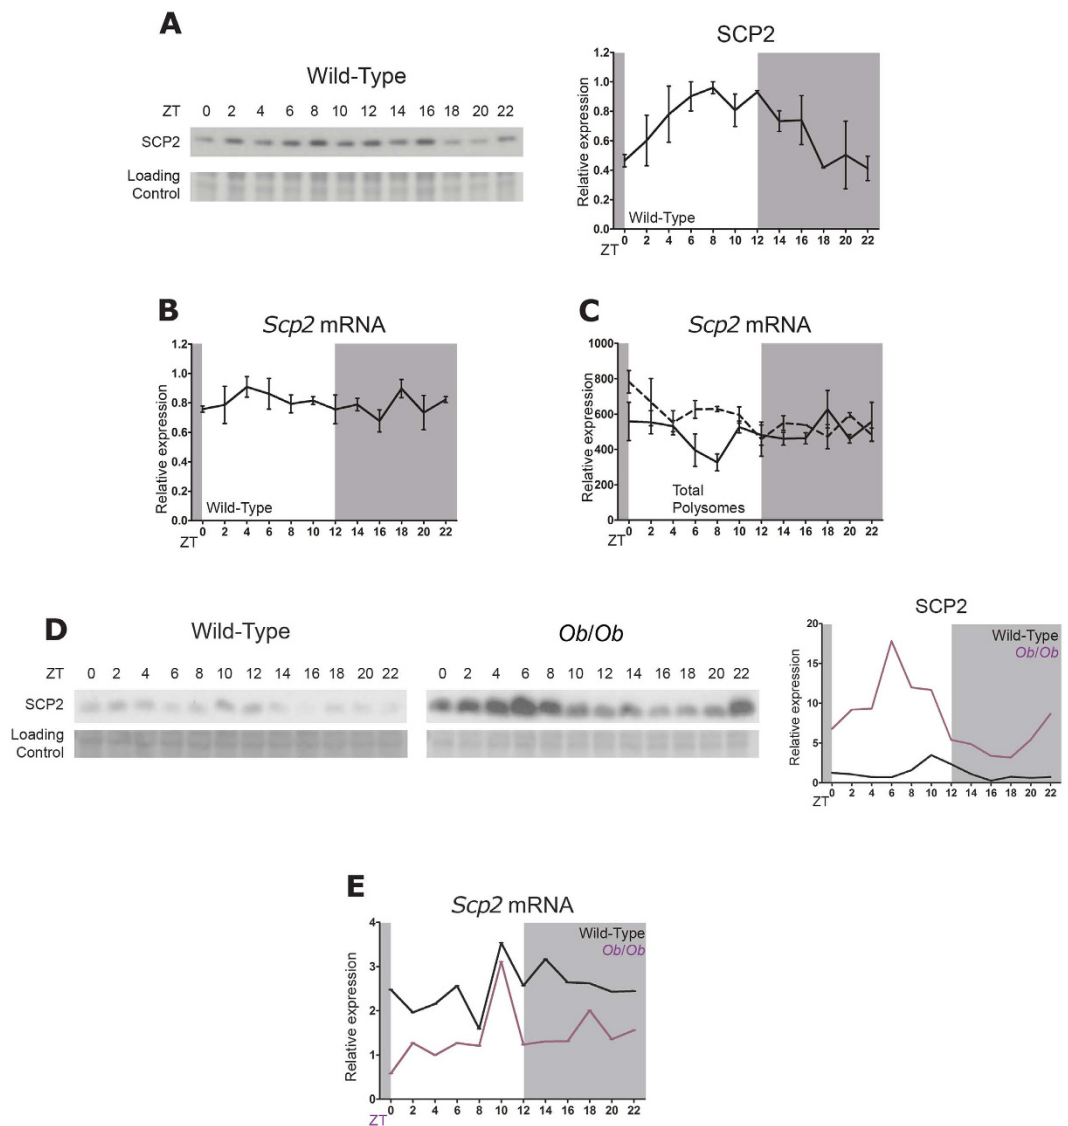 A
Wild-Type
ZT 0 2 4 6 8 10 12 14 16 18 20 22
SCP2
Loading
Control
SCP2
Relative expression
1.2
1.0
0.8
0.6
0.4
0.2
0.0
Wild-Type
0 2 4 6 8 10 12 14 16 18 20 22
ZT
B
Scp2 mRNA
Relative expression
1.2
1.0
0.8
0.6
0.4
0.2
0.0
Wild-Type
0 2 4 6 8 10 12 14 16 18 20 22
ZT
C
Scp2 mRNA
Relative expression
1000
800
600
400
200
0
Total
Polysomes
0 2 4 6 8 10 12 14 16 18 20 22
ZT
D
Wild-Type
ZT 0 2 4 6 8 10 12 14 16 18 20 22
SCP2
Loading
Control
Ob/Ob
0 2 4 6 8 10 12 14 16 18 20 22
SCP2
Relative expression
20
15
10
5
0
Wild-Type
Ob/Ob
0 2 4 6 8 10 12 14 16 18 20 22
ZT
E
Scp2 mRNA
Relative expression
4
3
2
1
0
Wild-Type
Ob/Ob
0 2 4 6 8 10 12 14 16 18 20 22
ZT